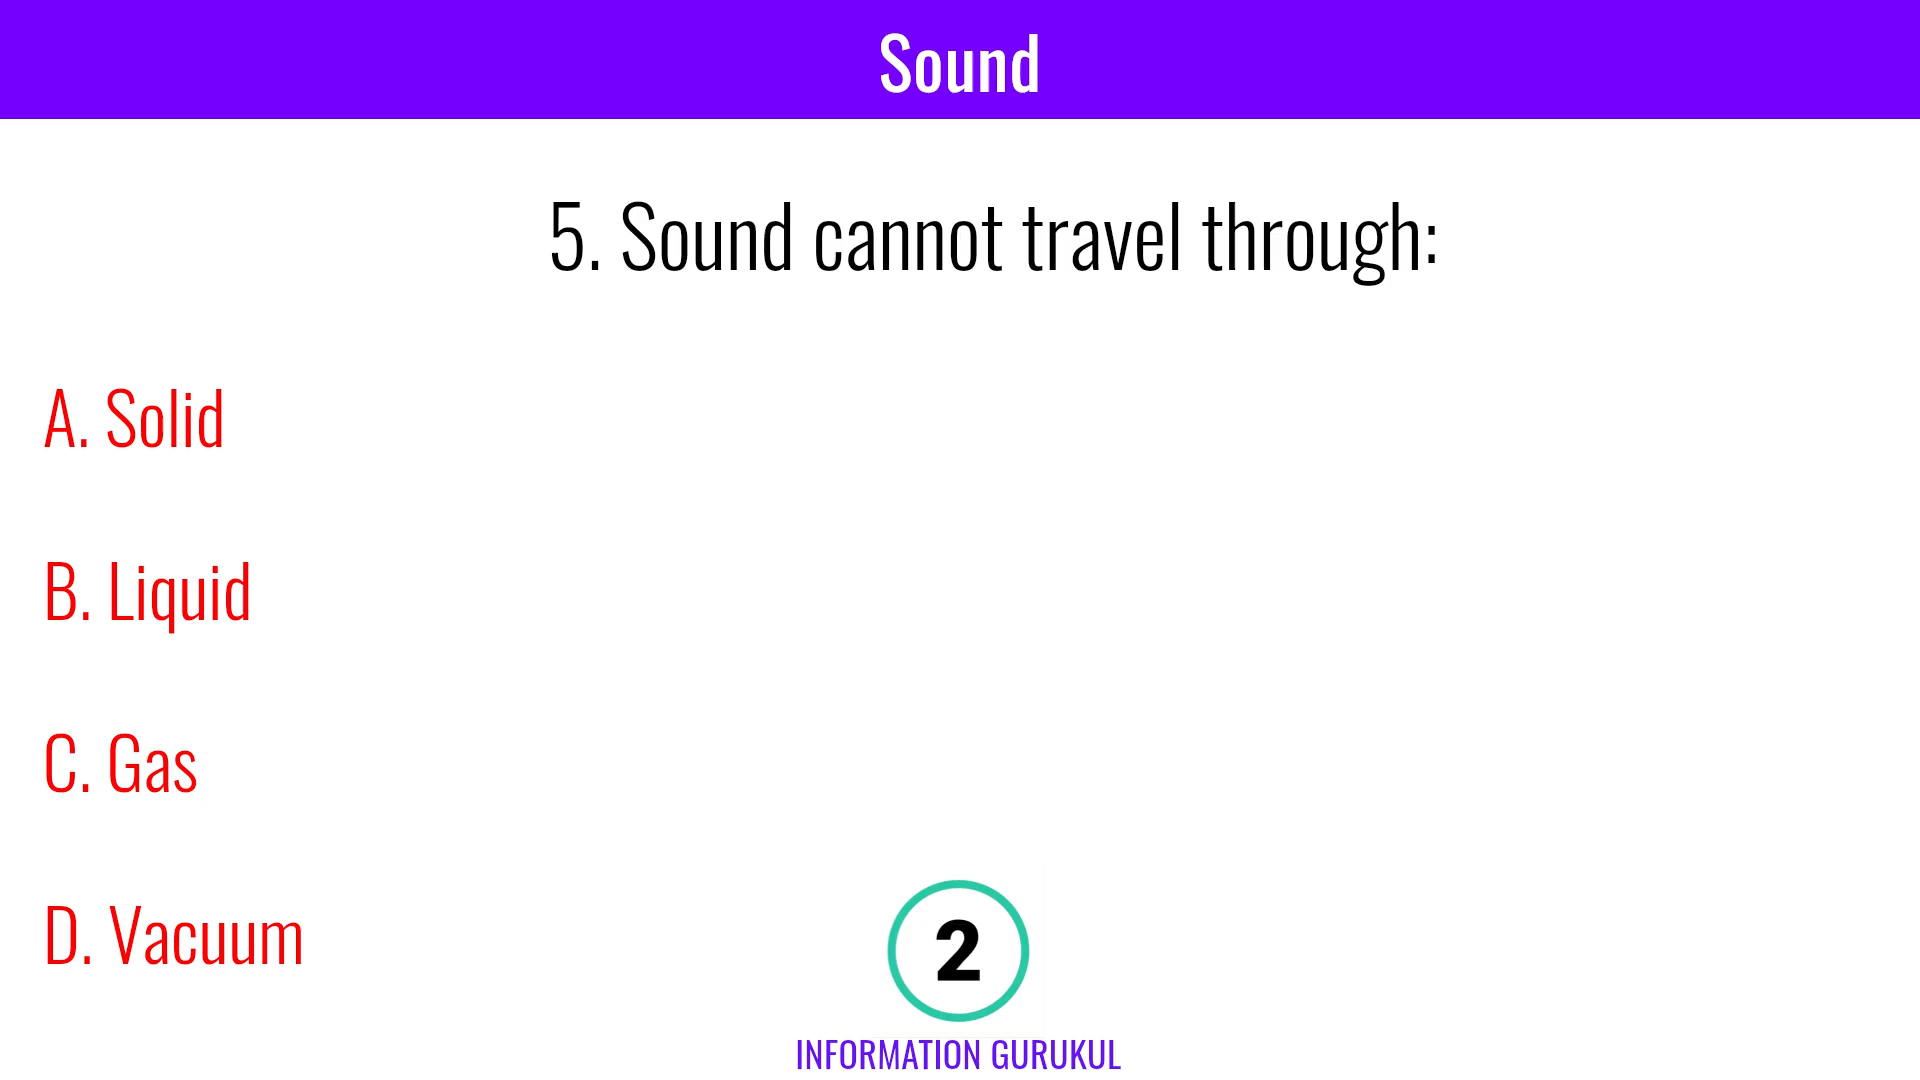 Sound
5. Sound cannot travel through:
A. Solid
B. Liquid
C. Gas
D. Vacuum
2
INFORMATION GURUKUL